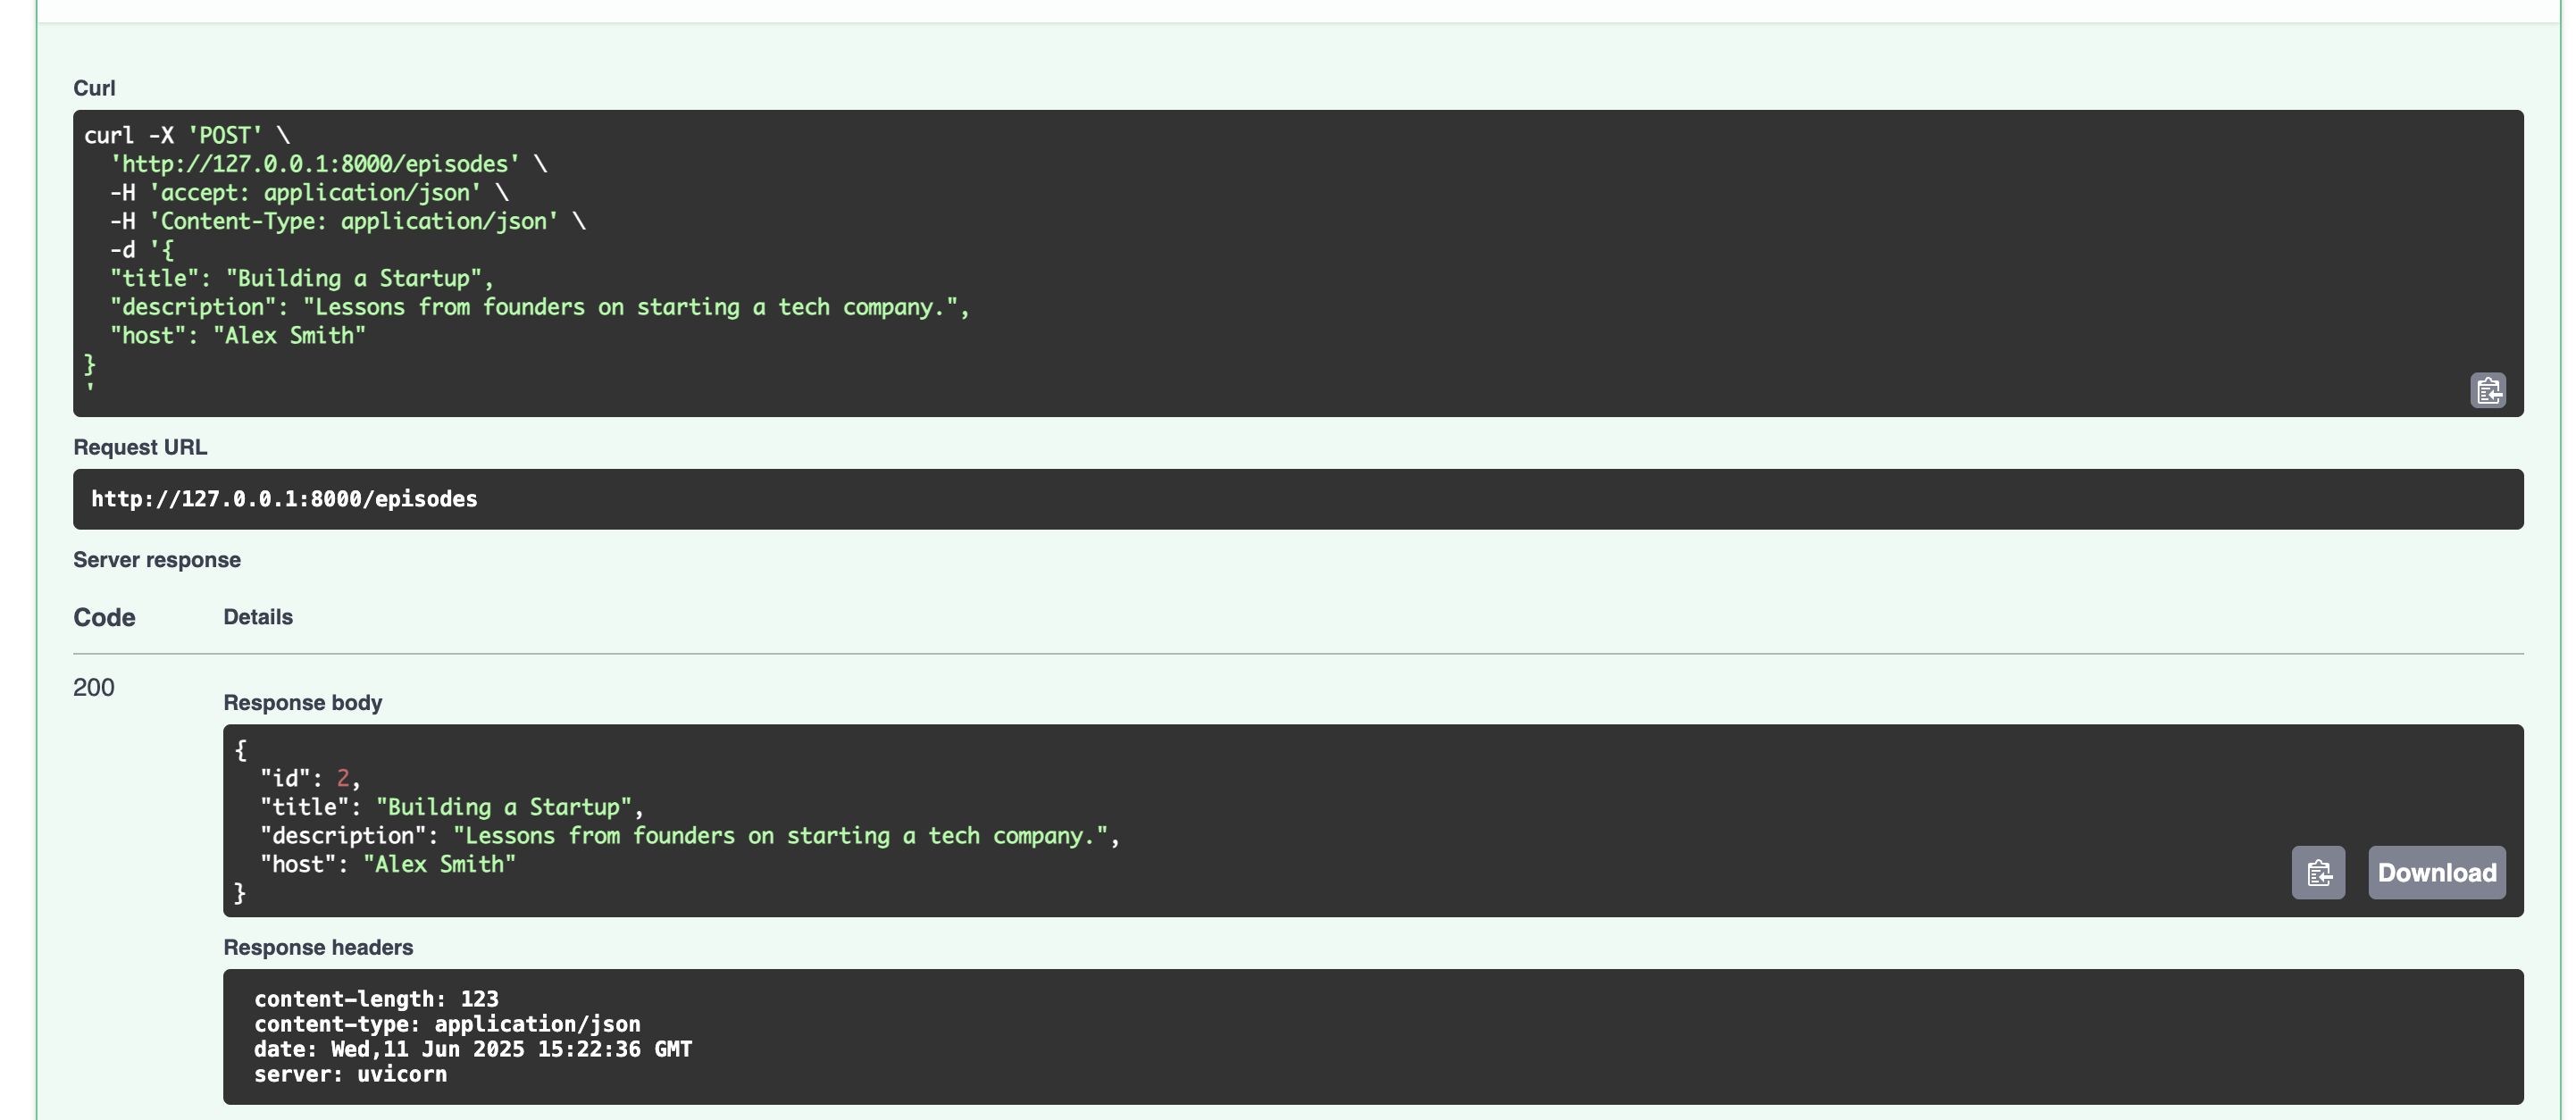 Curl
curl -X 'POST' \
  'http://127.0.0.1:8000/episodes' \
  -H 'accept: application/json' \
  -H 'Content-Type: application/json' \
  -d '{
  "title": "Building a Startup",
  "description": "Lessons from founders on starting a tech company.",
  "host": "Alex Smith"
}
'
Request URL
http://127.0.0.1:8000/episodes
Server response
Code Details
200
Response body
{
  "id": 2,
  "title": "Building a Startup",
  "description": "Lessons from founders on starting a tech company.",
  "host": "Alex Smith"
}
Download
Response headers
content-length: 123
content-type: application/json
date: Wed,11 Jun 2025 15:22:36 GMT
server: uvicorn